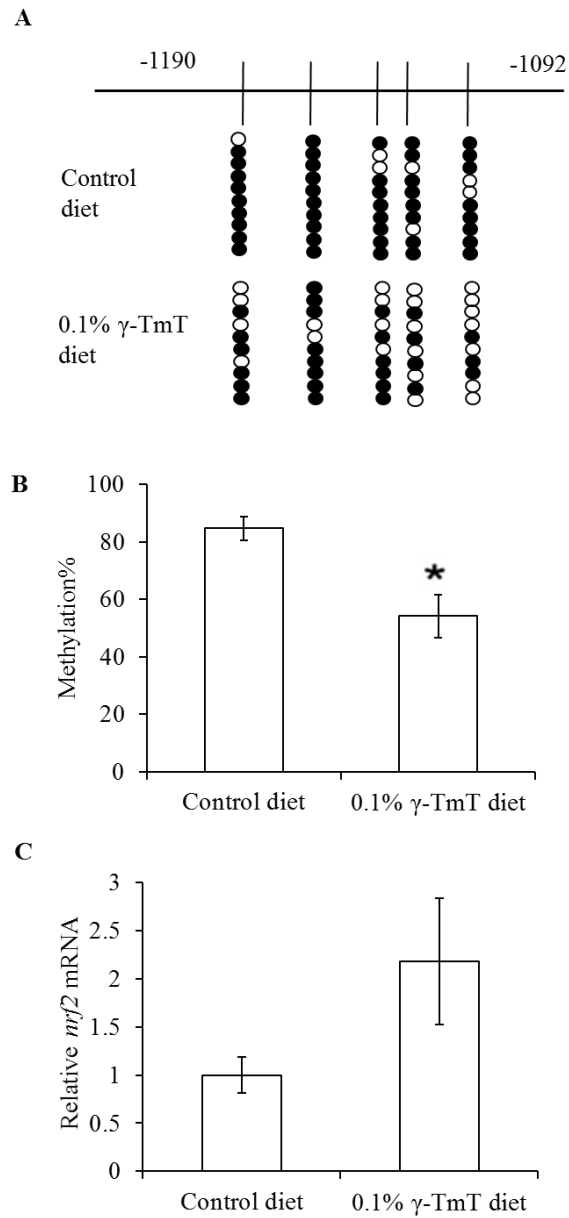 A
-1190
-1092
Control
diet
0.1% γ-TmT
diet
B
100
80
60
40
20
0
Methylation%
*
Control diet
0.1% γ-TmT diet
C
3
2.5
2
1.5
1
0.5
0
Relative nrf2 mRNA
Control diet
0.1% γ-TmT diet